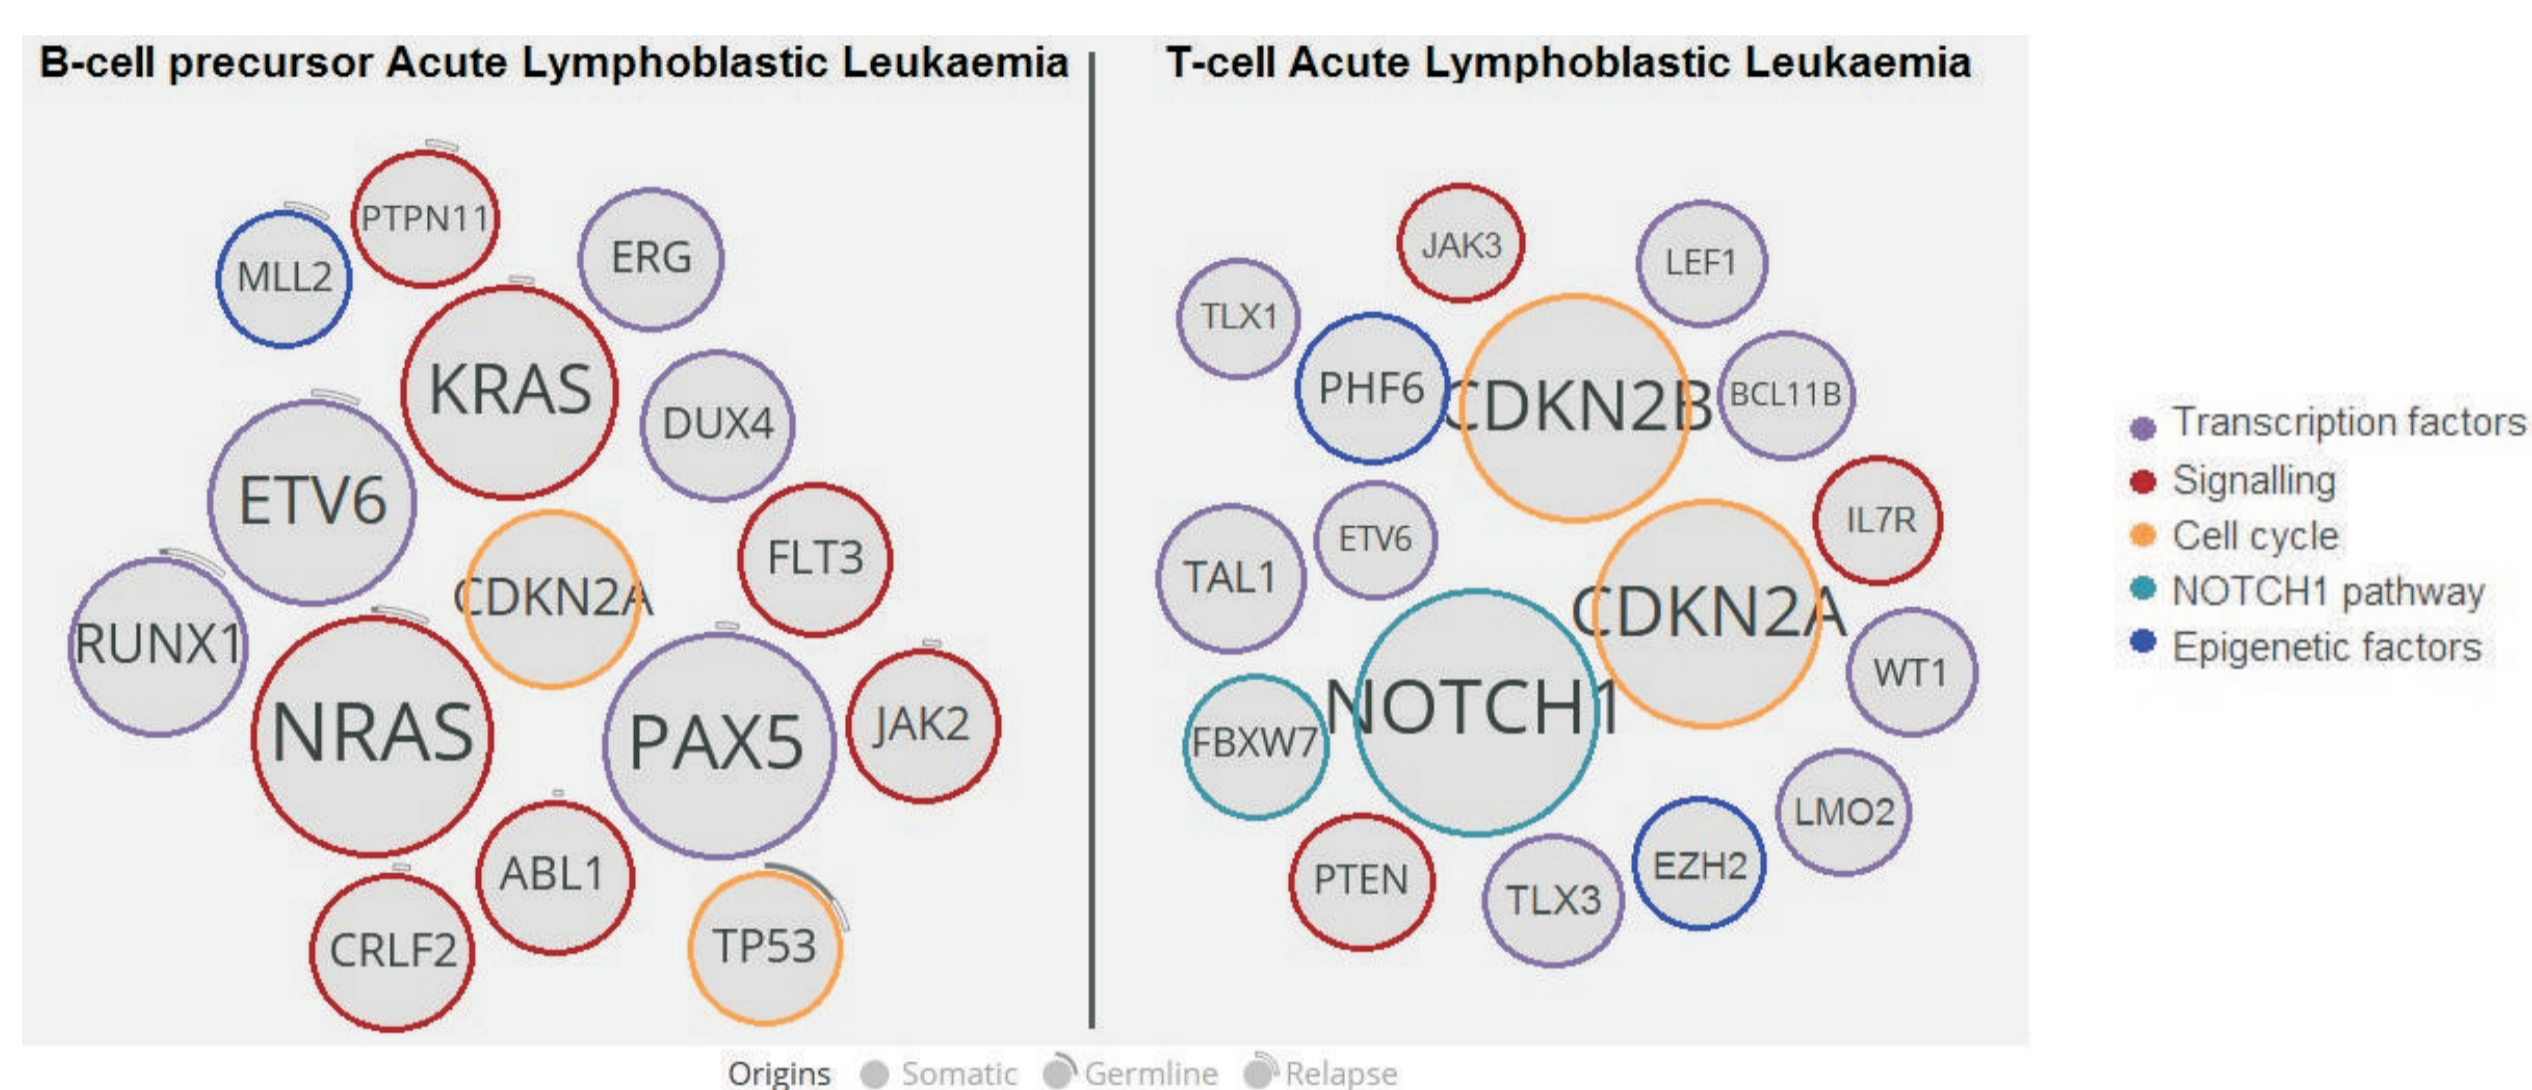 B-cell precursor Acute Lymphoblastic Leukaemia
T-cell Acute Lymphoblastic Leukaemia
PTPN11
MLL2
ERG
KRAS
DUX4
ETV6
FLT3
CDKN2A
RUNX1
NRAS
PAX5
JAK2
ABL1
CRLF2
TP53
JAK3
LEF1
TLX1
PHF6
CDKN2B
BCL11B
IL7R
ETV6
TAL1
CDKN2A
WT1
NOTCH1
FBXW7
LMO2
EZH2
PTEN
TLX3
Transcription factors
Signalling
Cell cycle
NOTCH1 pathway
Epigenetic factors
Origins Somatic Germline Relapse